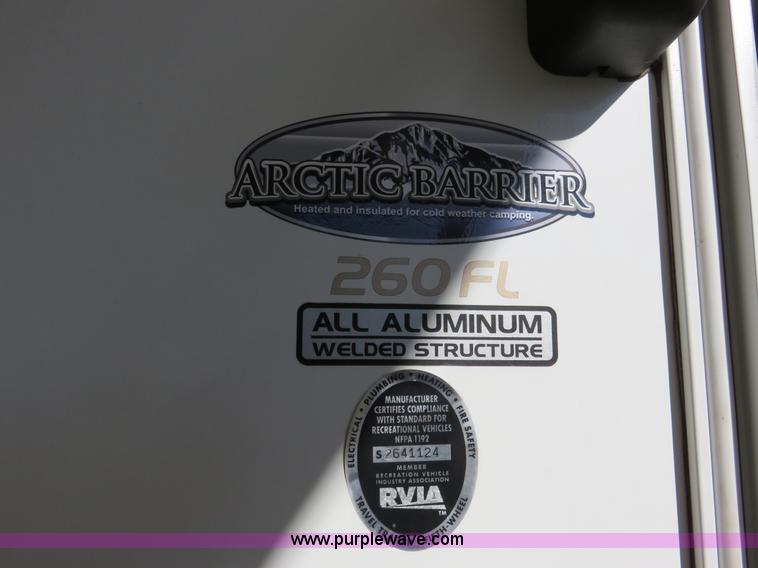 ARCTIC BARRIER
Heated and insulated for cold weather camping.
260FL
ALL ALUMINUM
WELDED STRUCTURE
ELECTRICAL • PLUMBING • HEATING • FIRE SAFETY
MANUFACTURER
CERTIFIES COMPLIANCE
WITH STANDARD FOR
RECREATIONAL VEHICLES
NFPA 1192
S 2641124
MEMBER
RECREATION VEHICLE
INDUSTRY ASSOCIATION
RVIA
TM
TRAVEL WHEEL
www.purplewave.com